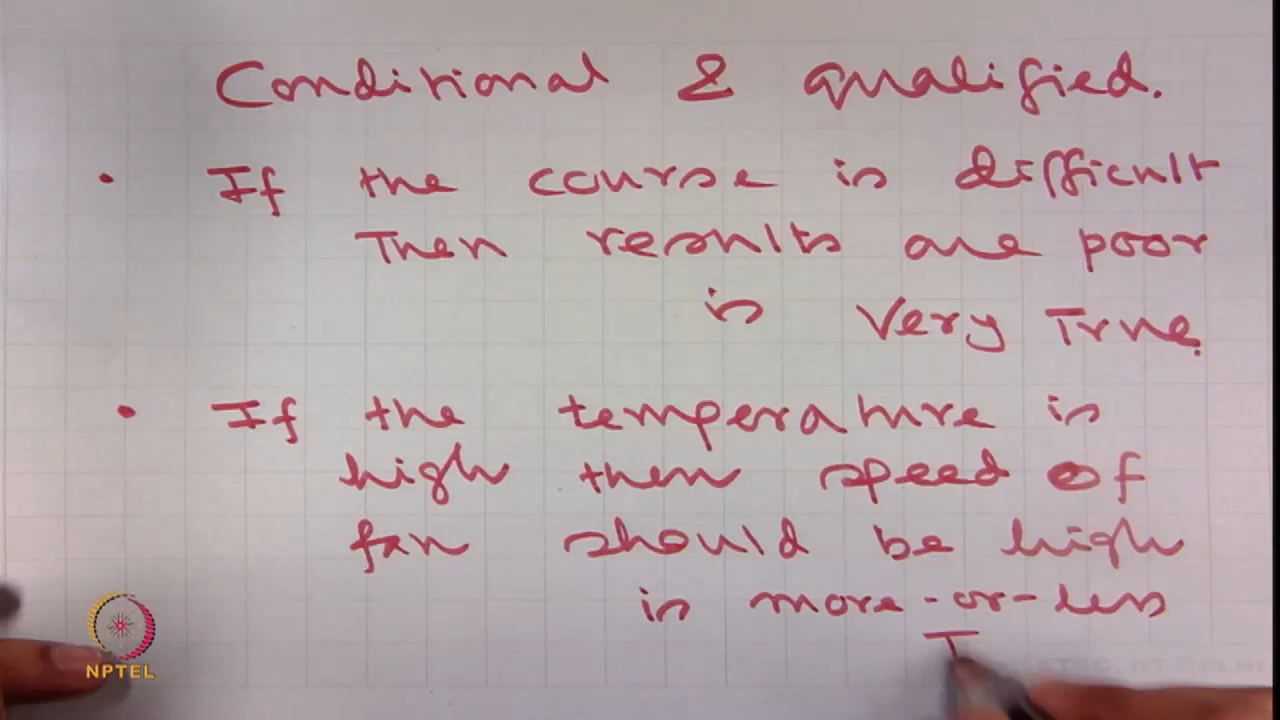 Conditional & qualified.
• If the course is difficult
Then results are poor
is Very True.
• If the temperature is
high then speed of
fan should be high
is more-or-less
T
NPTEL